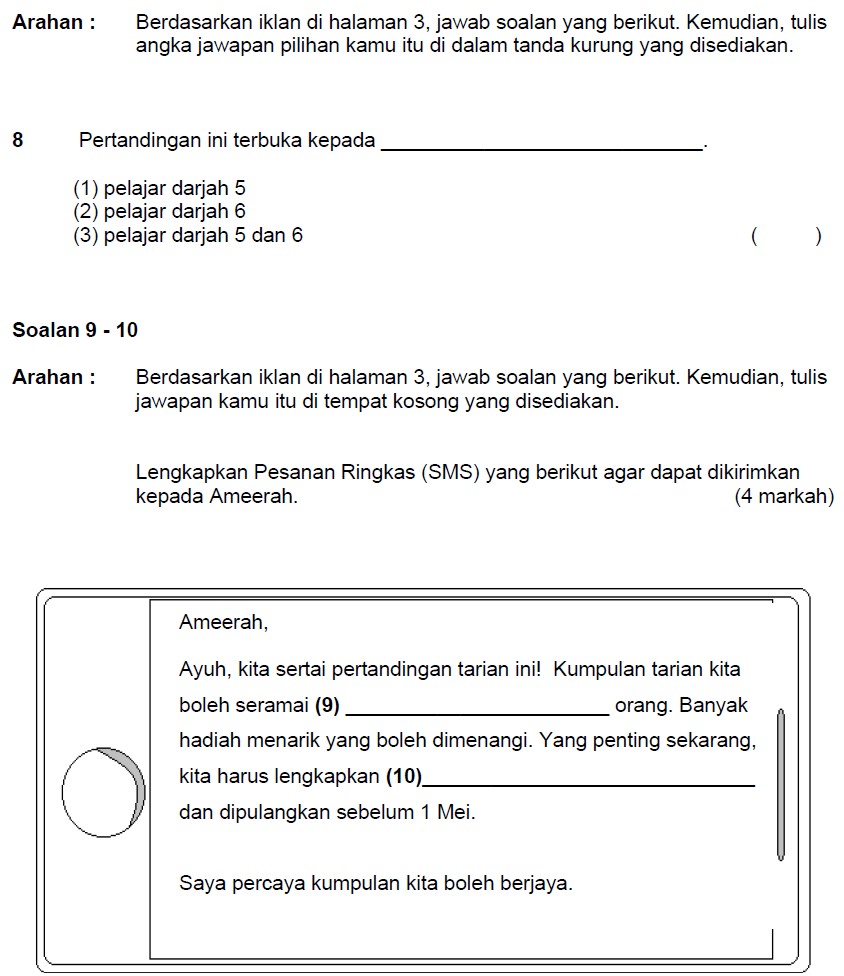 Arahan : Berdasarkan iklan di halaman 3, jawab soalan yang berikut. Kemudian, tulis
angka jawapan pilihan kamu itu di dalam tanda kurung yang disediakan.
8 Pertandingan ini terbuka kepada ______________________________.
(1) pelajar darjah 5
(2) pelajar darjah 6
(3) pelajar darjah 5 dan 6 ( )
Soalan 9 - 10
Arahan : Berdasarkan iklan di halaman 3, jawab soalan yang berikut. Kemudian, tulis
jawapan kamu itu di tempat kosong yang disediakan.
Lengkapkan Pesanan Ringkas (SMS) yang berikut agar dapat dikirimkan
kepada Ameerah. (4 markah)
Ameerah,
Ayuh, kita sertai pertandingan tarian ini! Kumpulan tarian kita
boleh seramai (9) ________________________ orang. Banyak
hadiah menarik yang boleh dimenangi. Yang penting sekarang,
kita harus lengkapkan (10)______________________________
dan dipulangkan sebelum 1 Mei.
Saya percaya kumpulan kita boleh berjaya.